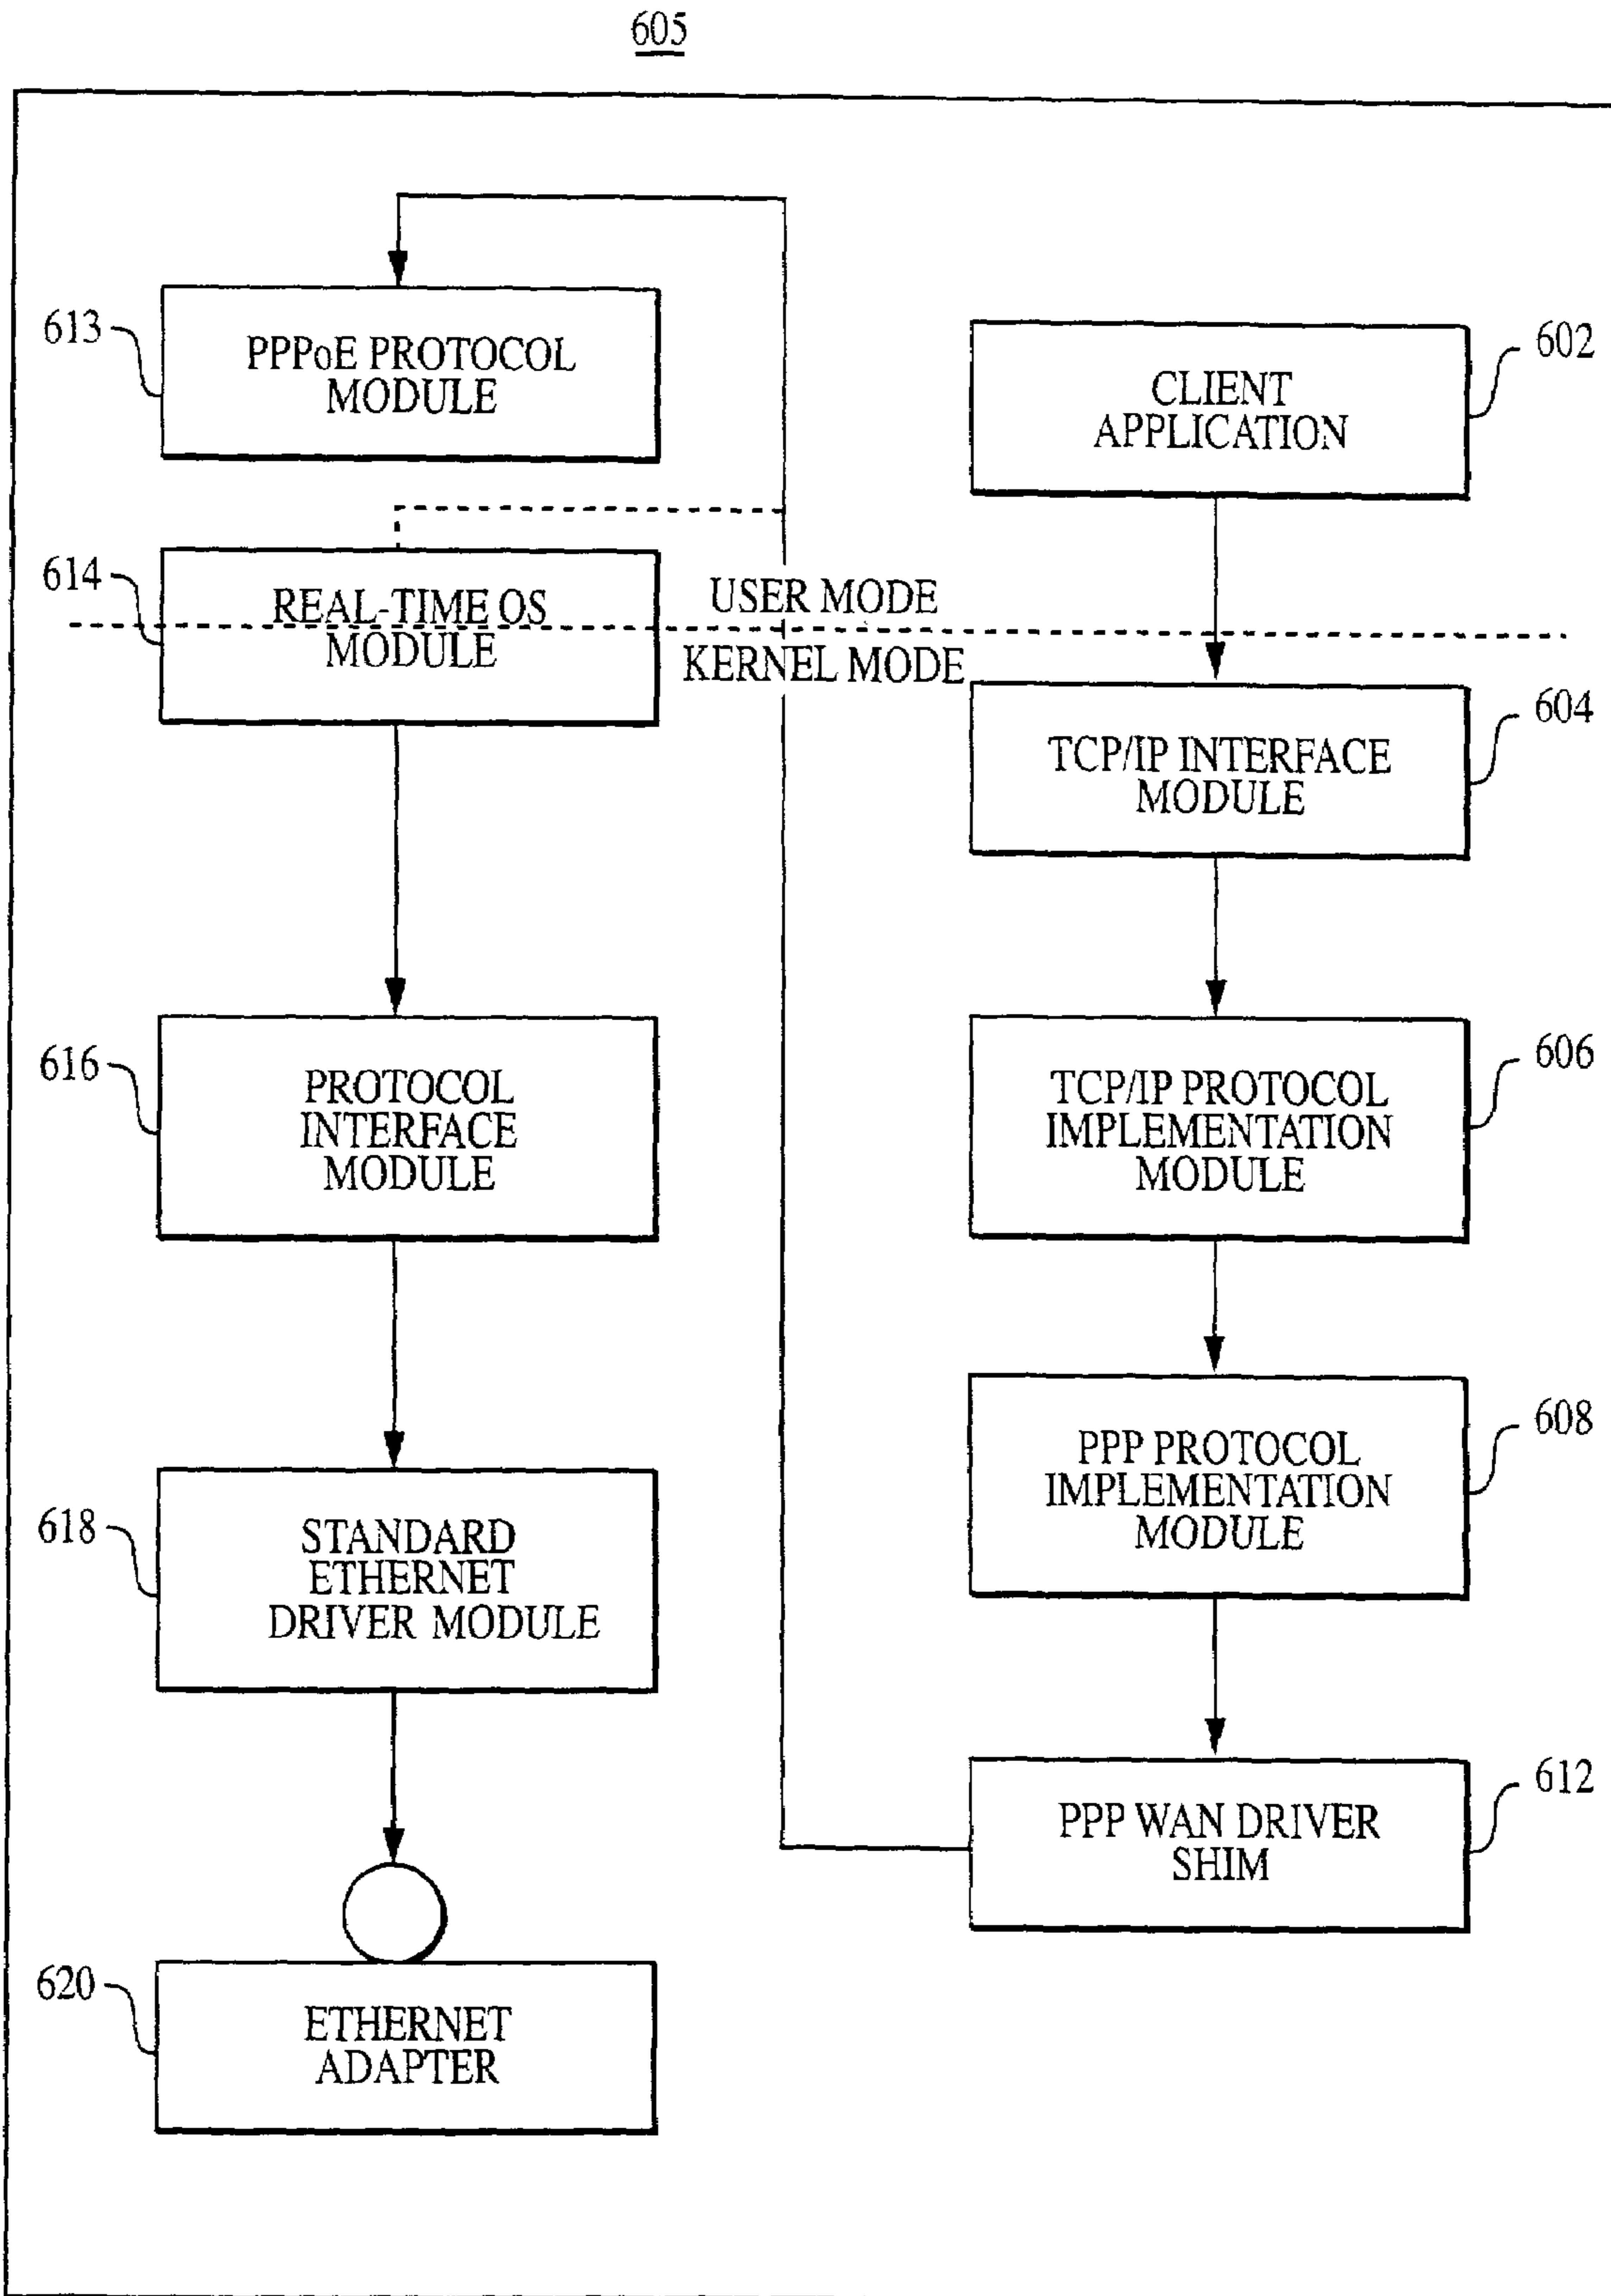 605
613
PPPoE PROTOCOL
MODULE
602
CLIENT
APPLICATION
614
REAL-TIME OS
MODULE
USER MODE
KERNEL MODE
604
TCP/IP INTERFACE
MODULE
616
PROTOCOL
INTERFACE
MODULE
606
TCP/IP PROTOCOL
IMPLEMENTATION
MODULE
608
PPP PROTOCOL
IMPLEMENTATION
MODULE
618
STANDARD
ETHERNET
DRIVER MODULE
612
PPP WAN DRIVER
SHIM
620
ETHERNET
ADAPTER